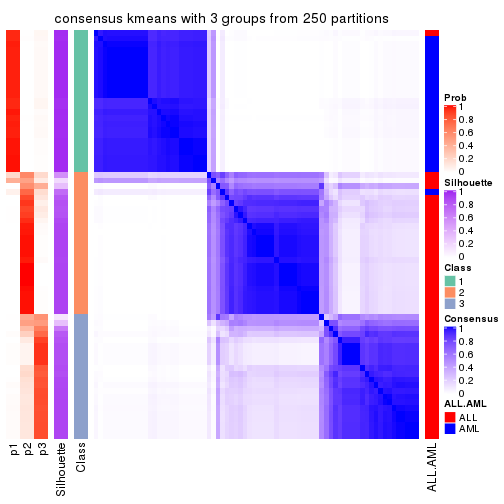 consensus kmeans with 3 groups from 250 partitions
Prob
1
0.8
0.6
0.4
0.2
0
Silhouette
1
0.8
0.6
0.4
0.2
0
Class
1
2
3
Consensus
1
0.8
0.6
0.4
0.2
0
ALL.AML
ALL
AML
p1
p2
p3
Silhouette
Class
ALL.AML